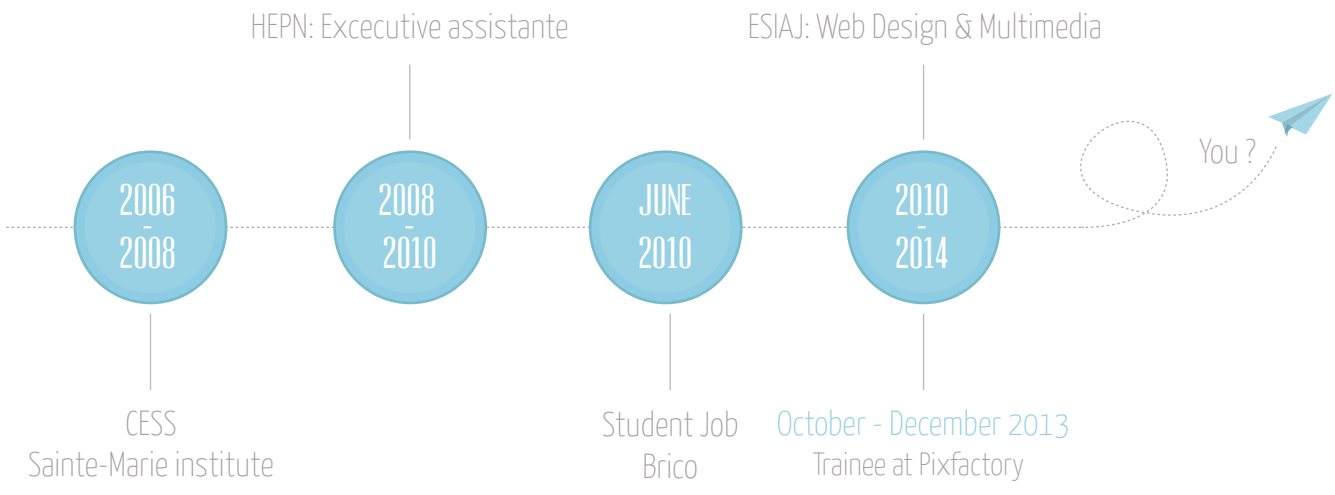 HEPN: Excecutive assistante
ESIAJ: Web Design & Multimedia
You ?
2006
-
2008
2008
-
2010
JUNE
2010
2010
-
2014
CESS
Sainte-Marie institute
Student Job
Brico
October - December 2013
Trainee at Pixfactory